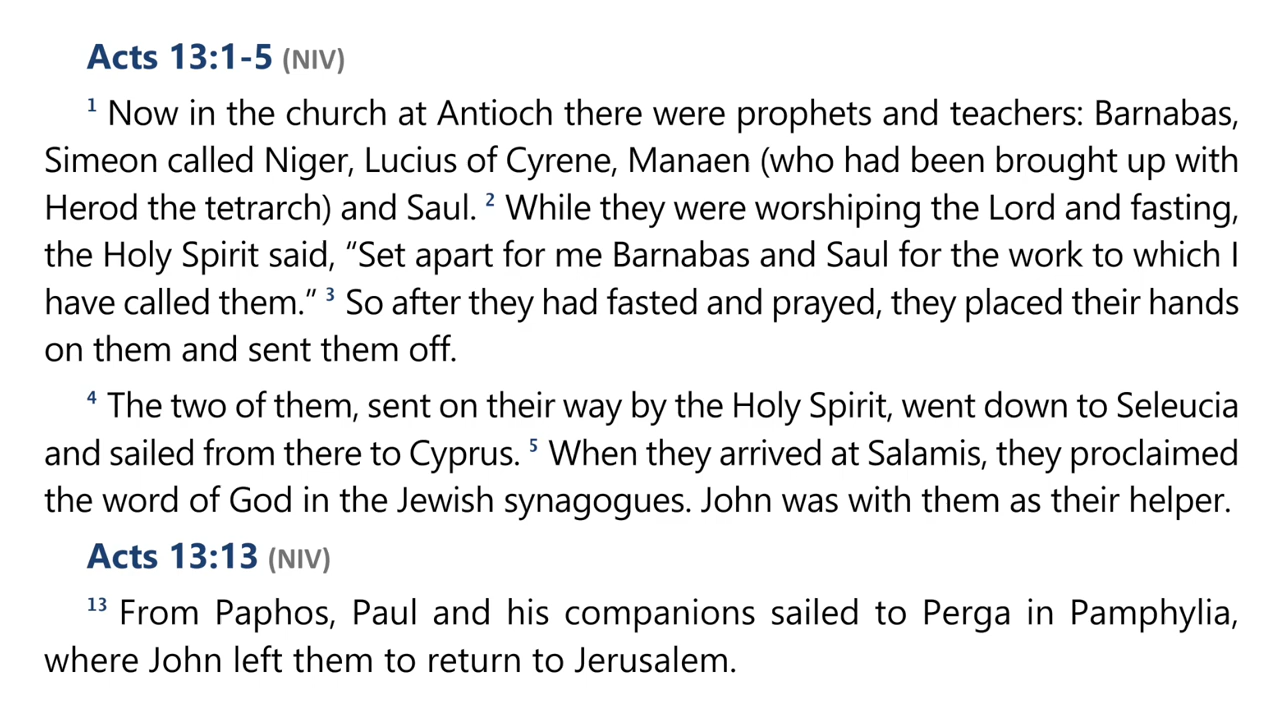 Acts 13:1-5 (NIV)
1 Now in the church at Antioch there were prophets and teachers: Barnabas,
Simeon called Niger, Lucius of Cyrene, Manaen (who had been brought up with
Herod the tetrarch) and Saul. 2 While they were worshiping the Lord and fasting,
the Holy Spirit said, “Set apart for me Barnabas and Saul for the work to which I
have called them.” 3 So after they had fasted and prayed, they placed their hands
on them and sent them off.
4 The two of them, sent on their way by the Holy Spirit, went down to Seleucia
and sailed from there to Cyprus. 5 When they arrived at Salamis, they proclaimed
the word of God in the Jewish synagogues. John was with them as their helper.
Acts 13:13 (NIV)
13 From Paphos, Paul and his companions sailed to Perga in Pamphylia,
where John left them to return to Jerusalem.